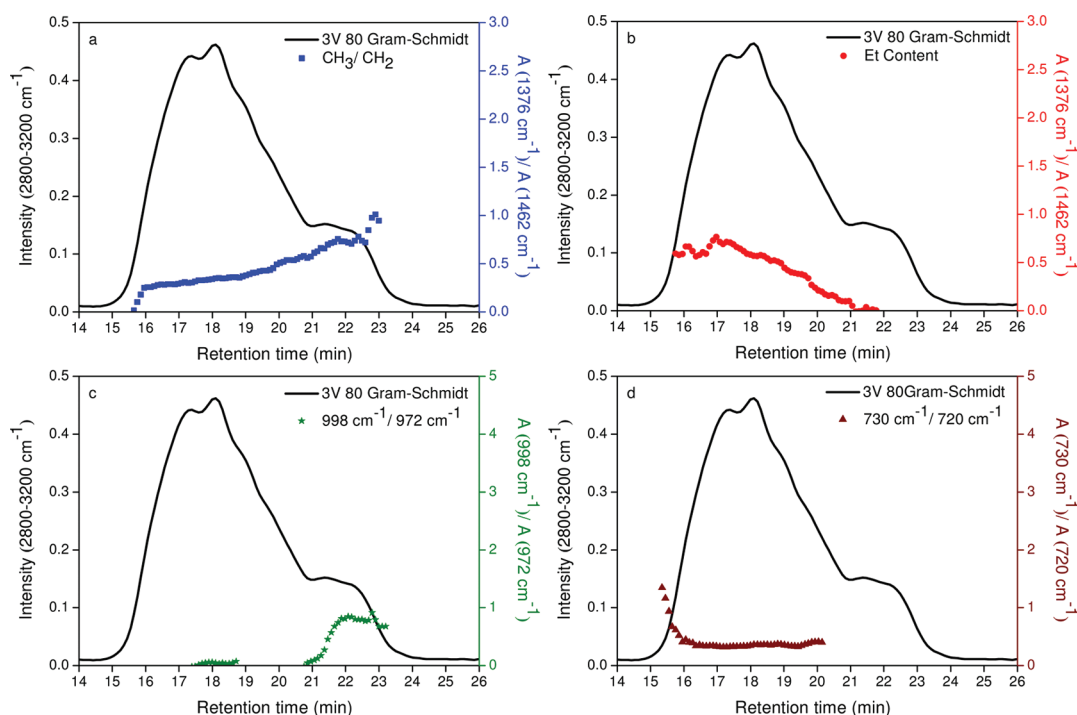 a
3V 80 Gram-Schmidt
CH3/ CH2
0.5
0.4
0.3
0.2
0.1
0.0
Intensity (2800-3200 cm-1)
3.0
2.5
2.0
1.5
1.0
0.5
0.0
A (1376 cm-1)/ A (1462 cm-1)
14 15 16 17 18 19 20 21 22 23 24 25 26
Retention time (min)
b
3V 80 Gram-Schmidt
Et Content
0.5
0.4
0.3
0.2
0.1
0.0
Intensity (2800-3200 cm-1)
3.0
2.5
2.0
1.5
1.0
0.5
0.0
A (1376 cm-1)/ A (1462 cm-1)
14 15 16 17 18 19 20 21 22 23 24 25 26
Retention time (min)
c
3V 80 Gram-Schmidt
998 cm-1/ 972 cm-1
0.5
0.4
0.3
0.2
0.1
0.0
Intensity (2800-3200 cm-1)
5
4
3
2
1
0
A (998 cm-1)/ A (972 cm-1)
14 15 16 17 18 19 20 21 22 23 24 25 26
Retention time (min)
d
3V 80Gram-Schmidt
730 cm-1/ 720 cm-1
0.5
0.4
0.3
0.2
0.1
0.0
Intensity (2800-3200 cm-1)
5
4
3
2
1
0
A (730 cm-1)/ A (720 cm-1)
14 15 16 17 18 19 20 21 22 23 24 25 26
Retention time (min)